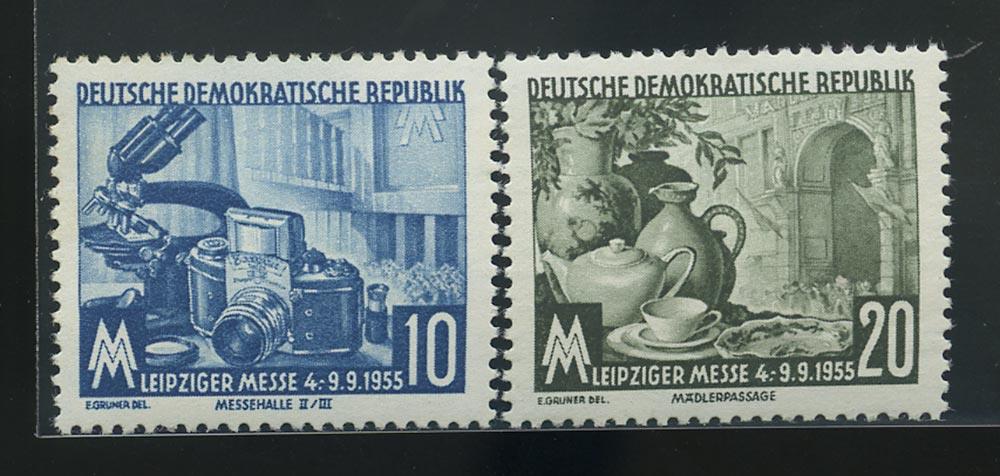 DEUTSCHE DEMOKRATISCHE REPUBLIK
M
10
LEIPZIGER MESSE 4.-9.9.1955
E.GRUNER DEL.
MESSEHALLE II/III
DEUTSCHE DEMOKRATISCHE REPUBLIK
M
20
LEIPZIGER MESSE 4.-9.9.1955
E.GRUNER DEL.
MÄDLERPASSAGE